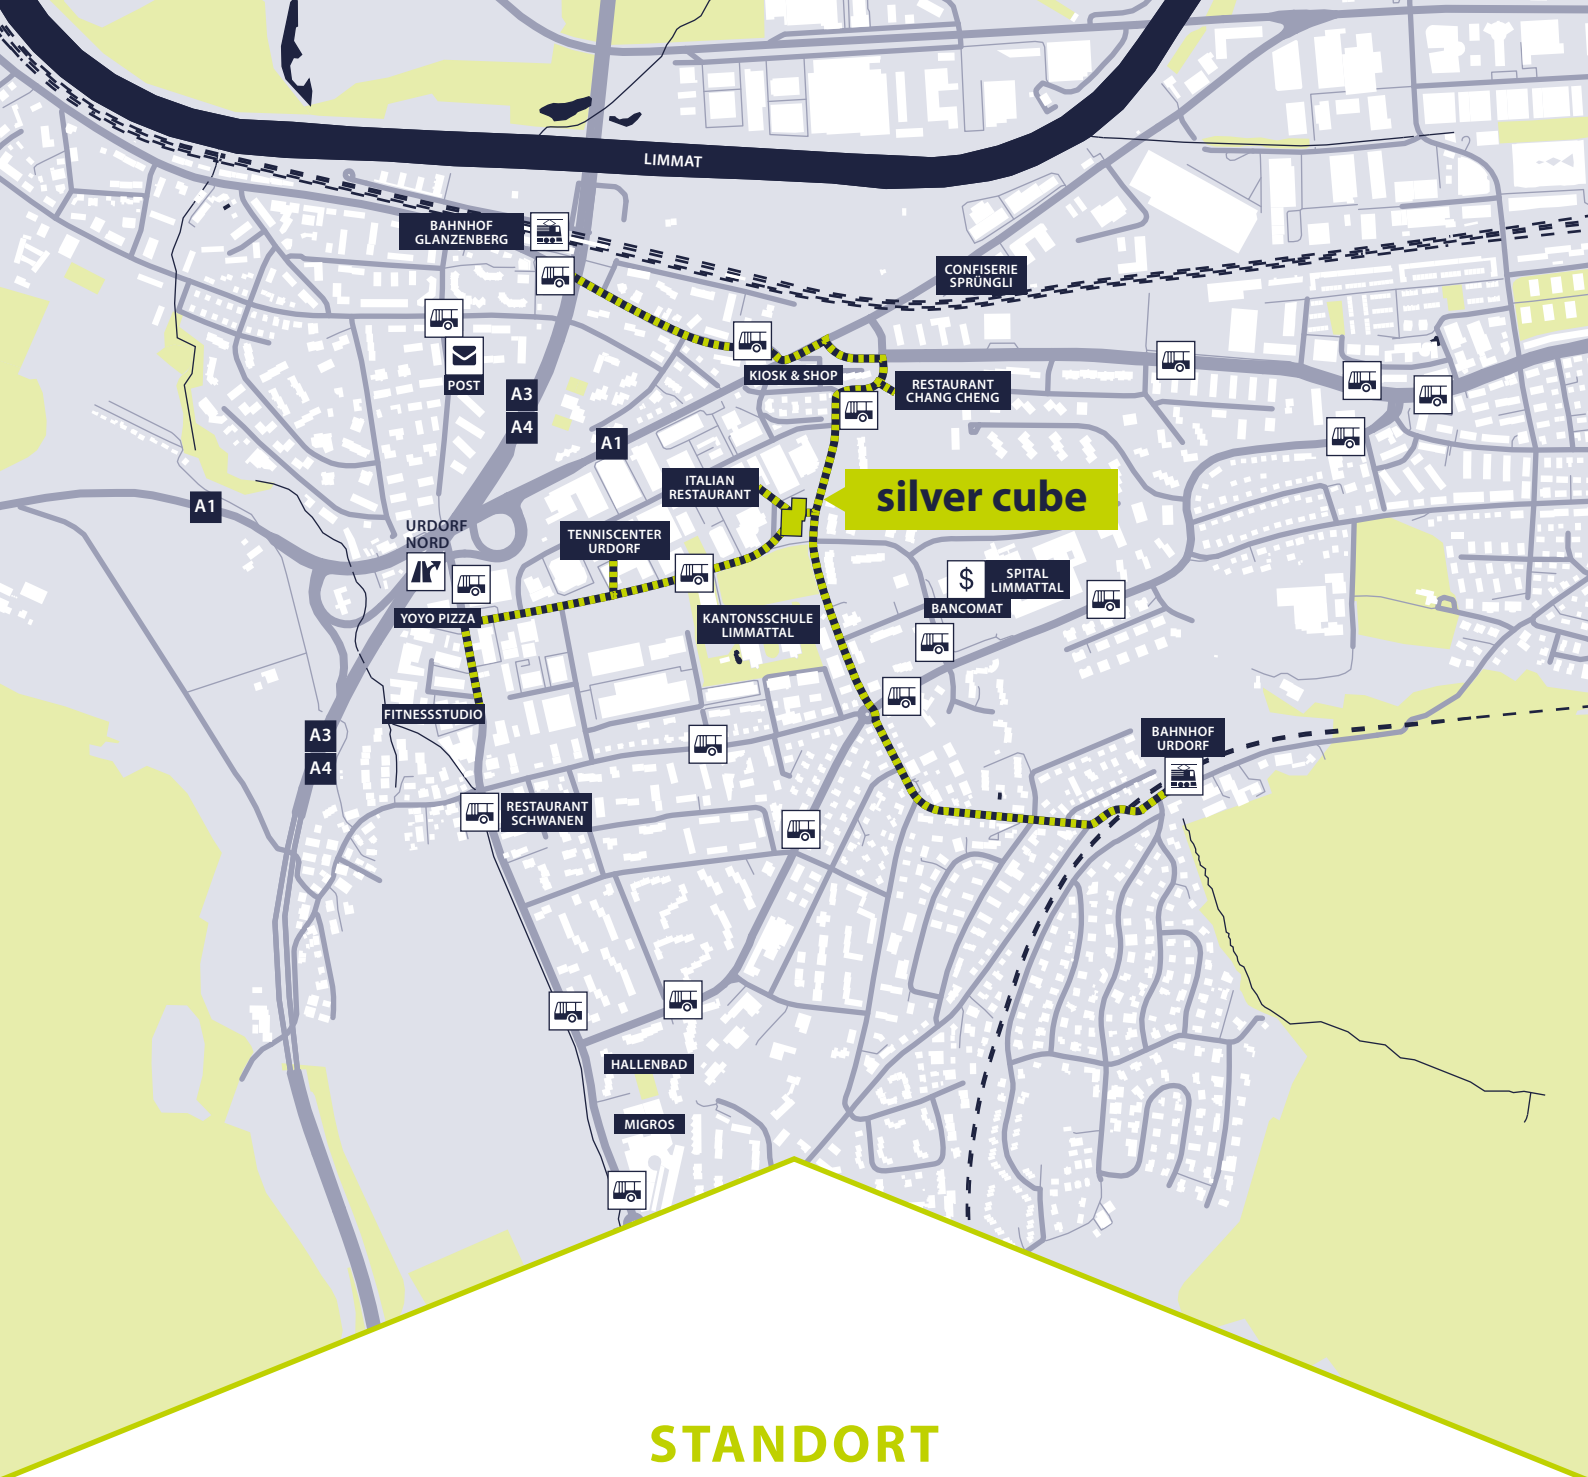 LIMMAT
BAHNHOF
GLANZENBERG
CONFISERIE
SPRÜNGLI
KIOSK & SHOP
POST
RESTAURANT
CHANG CHENG
A3
A4
A1
ITALIAN
RESTAURANT
silver cube
A1
URDORF
NORD
TENNISCENTER
URDORF
$
SPITAL
LIMMATTAL
BANCOMAT
YOYO PIZZA
KANTONSSCHULE
LIMMATTAL
FITNESSSTUDIO
A3
A4
BAHNHOF
URDORF
RESTAURANT
SCHWANEN
HALLENBAD
MIGROS
STANDORT